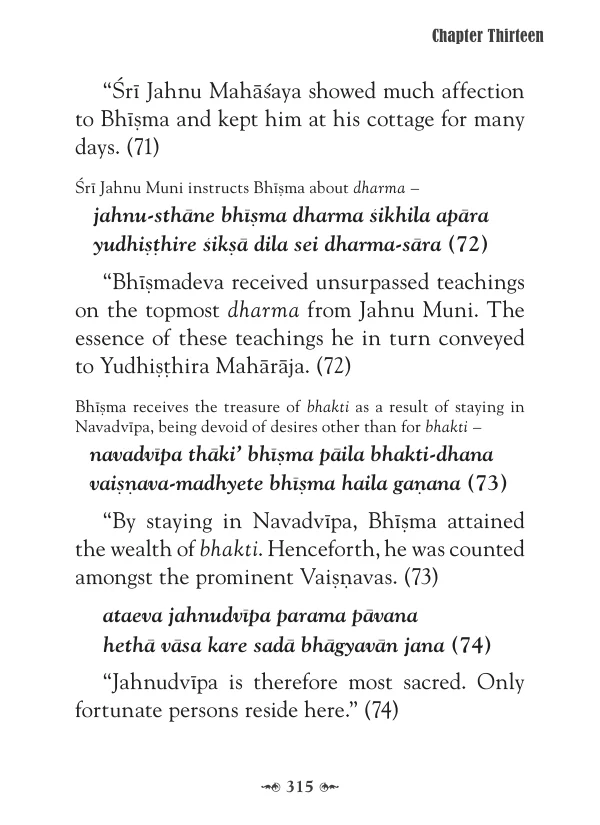 Chapter Thirteen
“Śrī Jahnu Mahāśaya showed much affection
to Bhīṣma and kept him at his cottage for many
days. (71)
Śrī Jahnu Muni instructs Bhīṣma about dharma –
jahnu-sthāne bhīṣma dharma śikhila apāra
yudhiṣṭhire śikṣā dila sei dharma-sāra (72)
“Bhīṣmadeva received unsurpassed teachings
on the topmost dharma from Jahnu Muni. The
essence of these teachings he in turn conveyed
to Yudhiṣṭhira Mahārāja. (72)
Bhīṣma receives the treasure of bhakti as a result of staying in
Navadvīpa, being devoid of desires other than for bhakti –
navadvīpa thāki’ bhīṣma pāila bhakti-dhana
vaiṣṇava-madhyete bhīṣma haila gaṇana (73)
“By staying in Navadvīpa, Bhīṣma attained
the wealth of bhakti. Henceforth, he was counted
amongst the prominent Vaiṣṇavas. (73)
ataeva jahnudvīpa parama pāvana
hethā vāsa kare sadā bhāgyavān jana (74)
“Jahnudvīpa is therefore most sacred. Only
fortunate persons reside here.” (74)
315